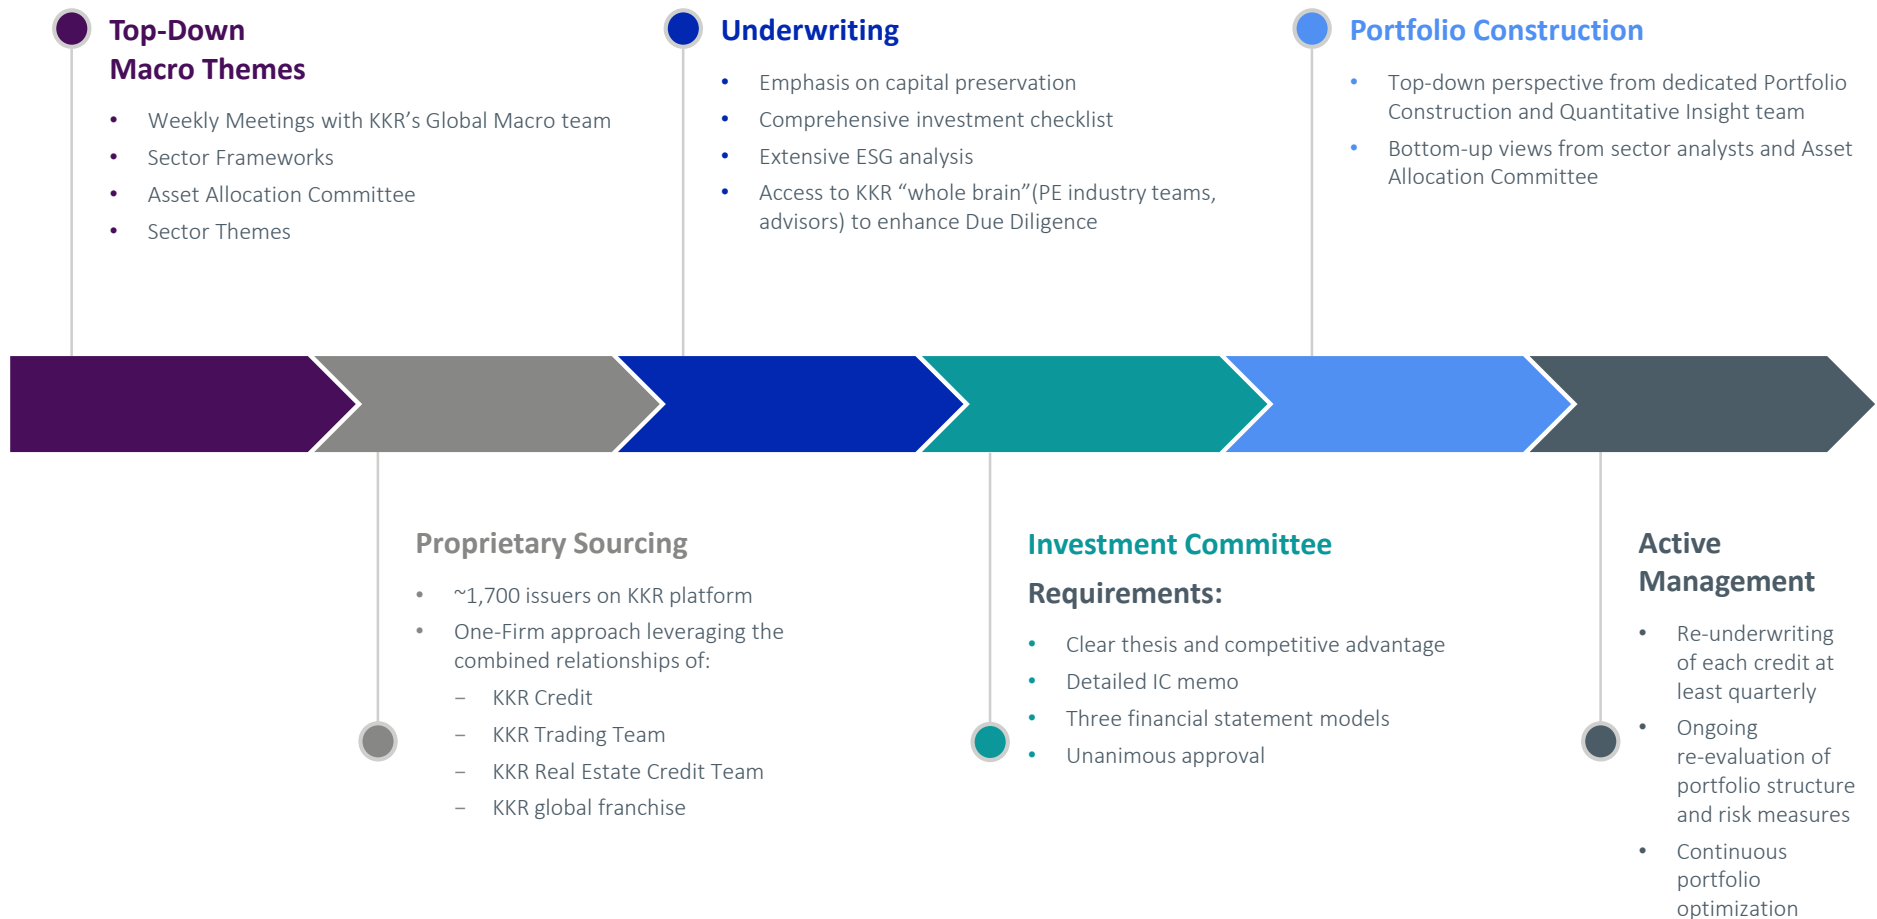 Top-Down
Macro Themes
• Weekly Meetings with KKR’s Global Macro team
• Sector Frameworks
• Asset Allocation Committee
• Sector Themes
Underwriting
• Emphasis on capital preservation
• Comprehensive investment checklist
• Extensive ESG analysis
• Access to KKR “whole brain”(PE industry teams,
advisors) to enhance Due Diligence
Portfolio Construction
• Top-down perspective from dedicated Portfolio
Construction and Quantitative Insight team
• Bottom-up views from sector analysts and Asset
Allocation Committee
Proprietary Sourcing
• ~1,700 issuers on KKR platform
• One-Firm approach leveraging the
combined relationships of:
– KKR Credit
– KKR Trading Team
– KKR Real Estate Credit Team
– KKR global franchise
Investment Committee
Requirements:
• Clear thesis and competitive advantage
• Detailed IC memo
• Three financial statement models
• Unanimous approval
Active
Management
• Re-underwriting
of each credit at
least quarterly
• Ongoing
re-evaluation of
portfolio structure
and risk measures
• Continuous
portfolio
optimization